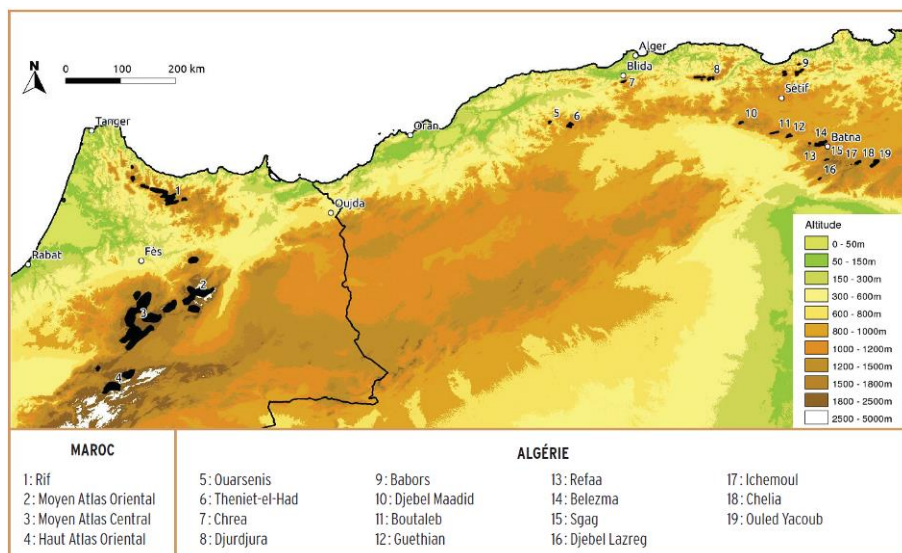 N
0 100 200 km
Alger
Blida
7
8
9
Sétif
5
6
10
11
12
14
Batna
13
15
17
18
19
16
Tanger
Oran
1
Oujda
Rabat
Fès
2
3
4
Altitude
0 - 50m
50 - 150m
150 - 300m
300 - 600m
600 - 800m
800 - 1000m
1000 - 1200m
1200 - 1500m
1500 - 1800m
1800 - 2500m
2500 - 5000m
MAROC
1: Rif
2: Moyen Atlas Oriental
3: Moyen Atlas Central
4: Haut Atlas Oriental
ALGÉRIE
5: Ouarsenis
6: Theniet-el-Had
7: Chrea
8: Djurdjura
9: Babors
10: Djebel Maadid
11: Boutaleb
12: Guethian
13: Refaa
14: Belezma
15: Sgag
16: Djebel Lazreg
17: Ichemoul
18: Chelia
19: Ouled Yacoub